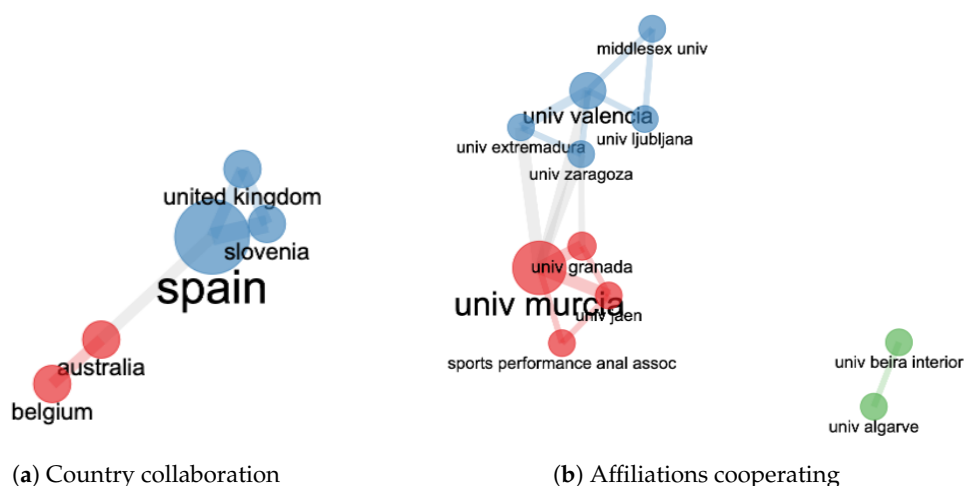 united kingdom
slovenia
spain
australia
belgium
(a) Country collaboration
middlesex univ
univ valencia
univ ljubljana
univ extremadura
univ zaragoza
univ granada
univ murcia
univ jaen
sports performance anal assoc
univ beira interior
univ algarve
(b) Affiliations cooperating